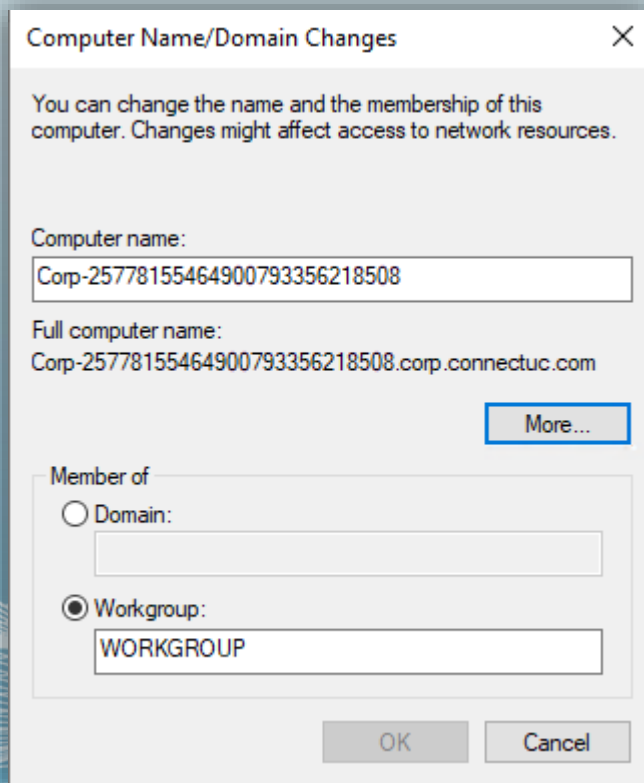 Computer Name/Domain Changes
You can change the name and the membership of this
computer. Changes might affect access to network resources.
Computer name:
Corp-25778155464900793356218508
Full computer name:
Corp-25778155464900793356218508.corp.connectuc.com
More...
Member of
Domain:
Workgroup:
WORKGROUP
OK
Cancel